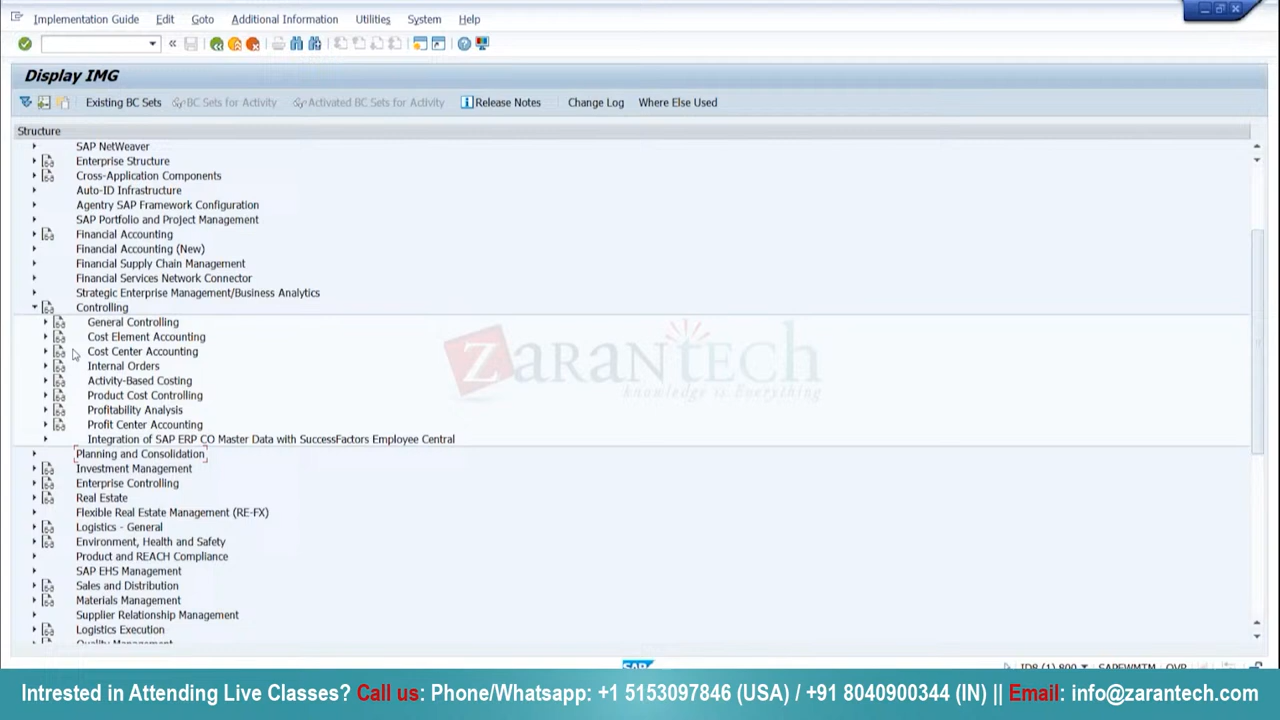 Implementation Guide Edit Goto Additional Information Utilities System Help
Display IMG
Existing BC Sets BC Sets for Activity Activated BC Sets for Activity Release Notes Change Log Where Else Used
Structure
SAP NetWeaver
Enterprise Structure
Cross-Application Components
Auto-ID Infrastructure
Agentry SAP Framework Configuration
SAP Portfolio and Project Management
Financial Accounting
Financial Accounting (New)
Financial Supply Chain Management
Financial Services Network Connector
Strategic Enterprise Management/Business Analytics
Controlling
General Controlling
Cost Element Accounting
Cost Center Accounting
Internal Orders
Activity-Based Costing
Product Cost Controlling
Profitability Analysis
Profit Center Accounting
Integration of SAP ERP CO Master Data with SuccessFactors Employee Central
Planning and Consolidation
Investment Management
Enterprise Controlling
Real Estate
Flexible Real Estate Management (RE-FX)
Logistics - General
Environment, Health and Safety
Product and REACH Compliance
SAP EHS Management
Sales and Distribution
Materials Management
Supplier Relationship Management
Logistics Execution
Quality Management
ZARANTECH
knowledge is Everything
SAP ID8 (1) 800 SAPEWMTM OVR
Intrested in Attending Live Classes? Call us: Phone/Whatsapp: +1 5153097846 (USA) / +91 8040900344 (IN) || Email: info@zarantech.com